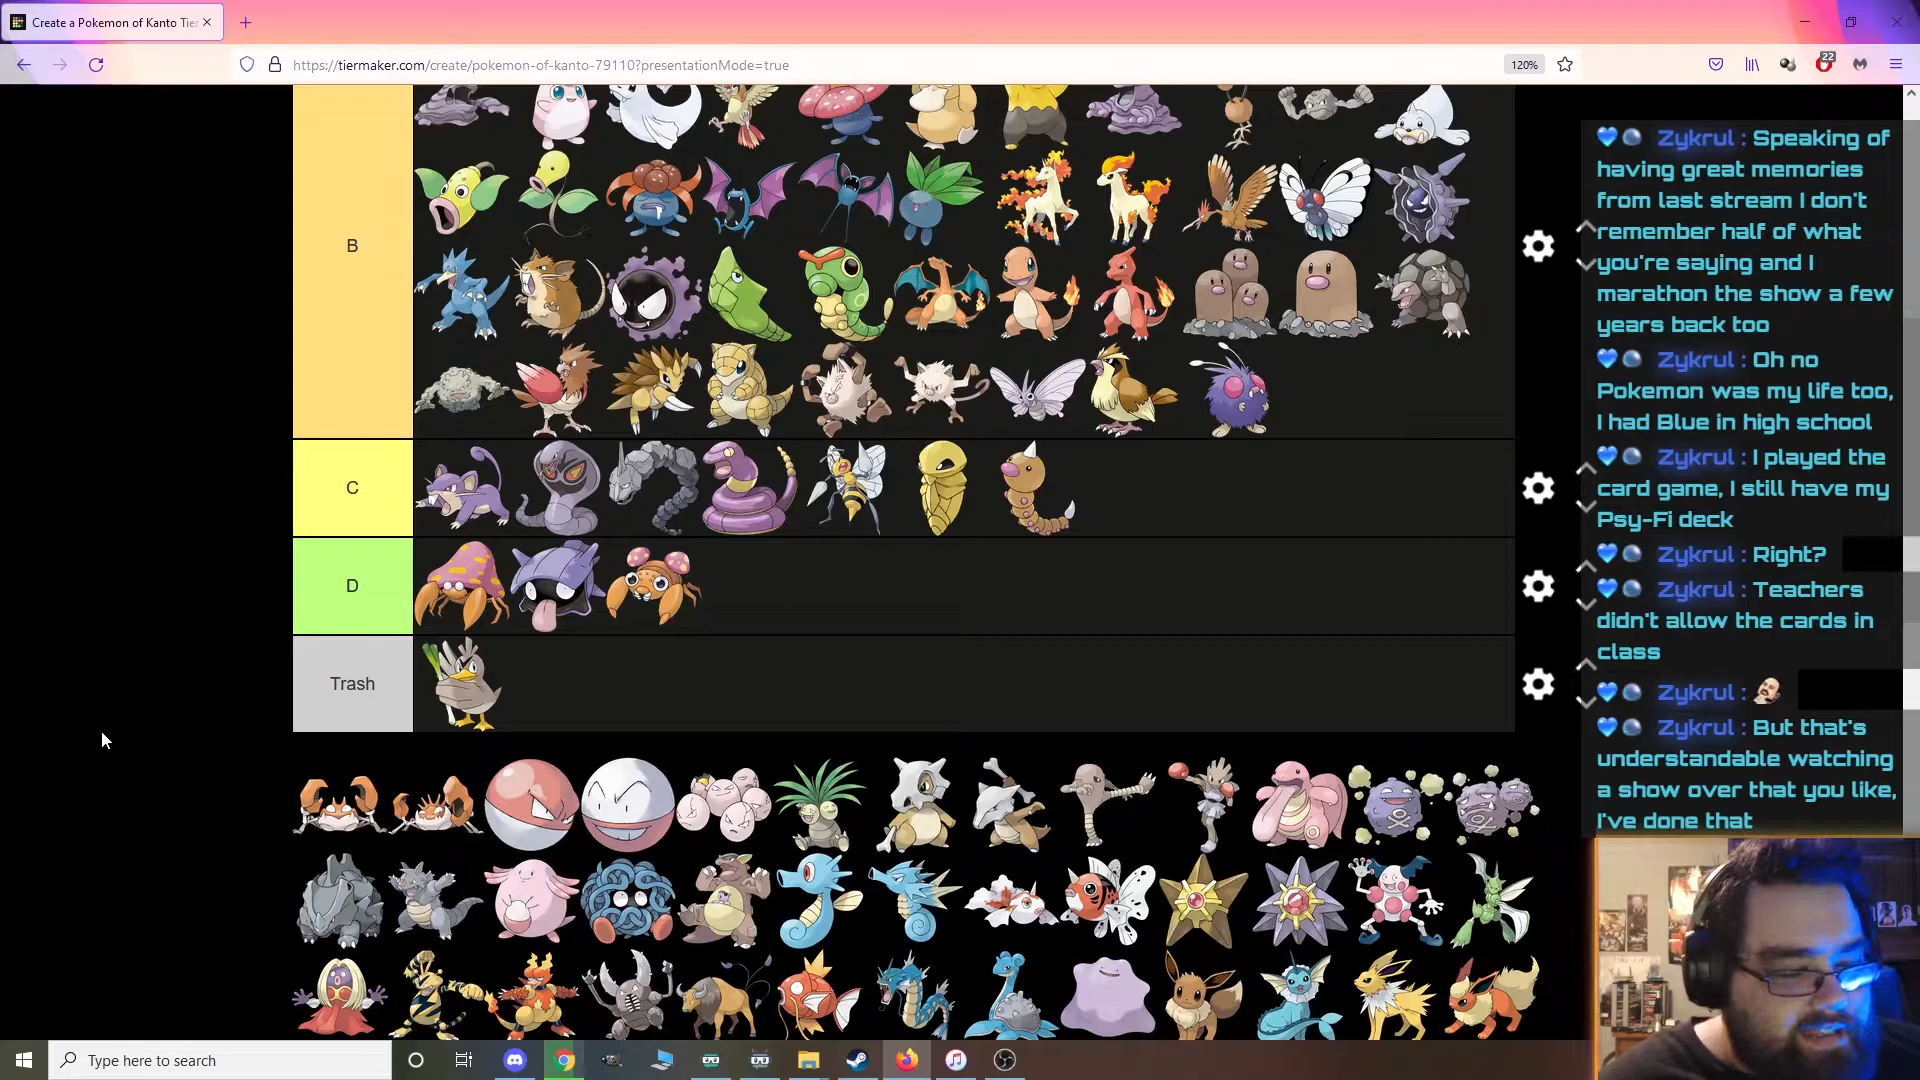 Create a Pokemon of Kanto Tie
https://tiermaker.com/create/pokemon-of-kanto-79110?presentationMode=true
120%
22
B
C
D
Trash
Zykrul : Speaking of
having great memories
from last stream I don't
remember half of what
you're saying and I
marathon the show a few
years back too
Zykrul : Oh no
Pokemon was my life too,
I had Blue in high school
Zykrul : I played the
card game, I still have my
Psy-Fi deck
Zykrul : Right?
Zykrul : Teachers
didn't allow the cards in
class
Zykrul :
Zykrul : But that's
understandable watching
a show over that you like,
I've done that
Type here to search